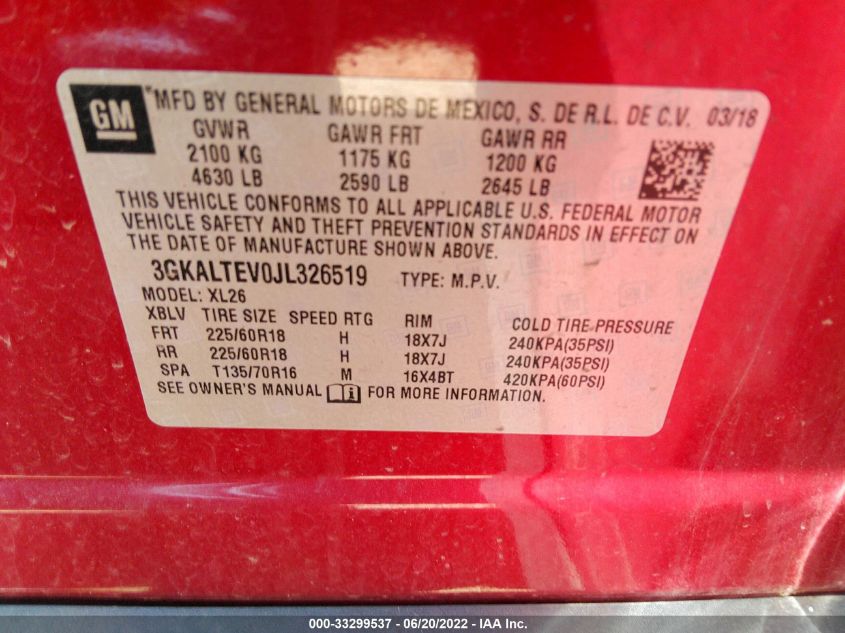 GM
*MFD BY GENERAL MOTORS DE MEXICO, S. DE R.L. DE C.V. 03/18
GVWR GAWR FRT GAWR RR
2100 KG 1175 KG 1200 KG
4630 LB 2590 LB 2645 LB
THIS VEHICLE CONFORMS TO ALL APPLICABLE U.S. FEDERAL MOTOR
VEHICLE SAFETY AND THEFT PREVENTION STANDARDS IN EFFECT ON
THE DATE OF MANUFACTURE SHOWN ABOVE.
3GKALTEV0JL326519 TYPE: M.P.V.
MODEL: XL26
XBLV TIRE SIZE SPEED RTG RIM COLD TIRE PRESSURE
FRT 225/60R18 H 18X7J 240KPA(35PSI)
RR 225/60R18 H 18X7J 240KPA(35PSI)
SPA T135/70R16 M 16X4BT 420KPA(60PSI)
SEE OWNER'S MANUAL FOR MORE INFORMATION.
000-33299537 - 06/20/2022 - IAA Inc.